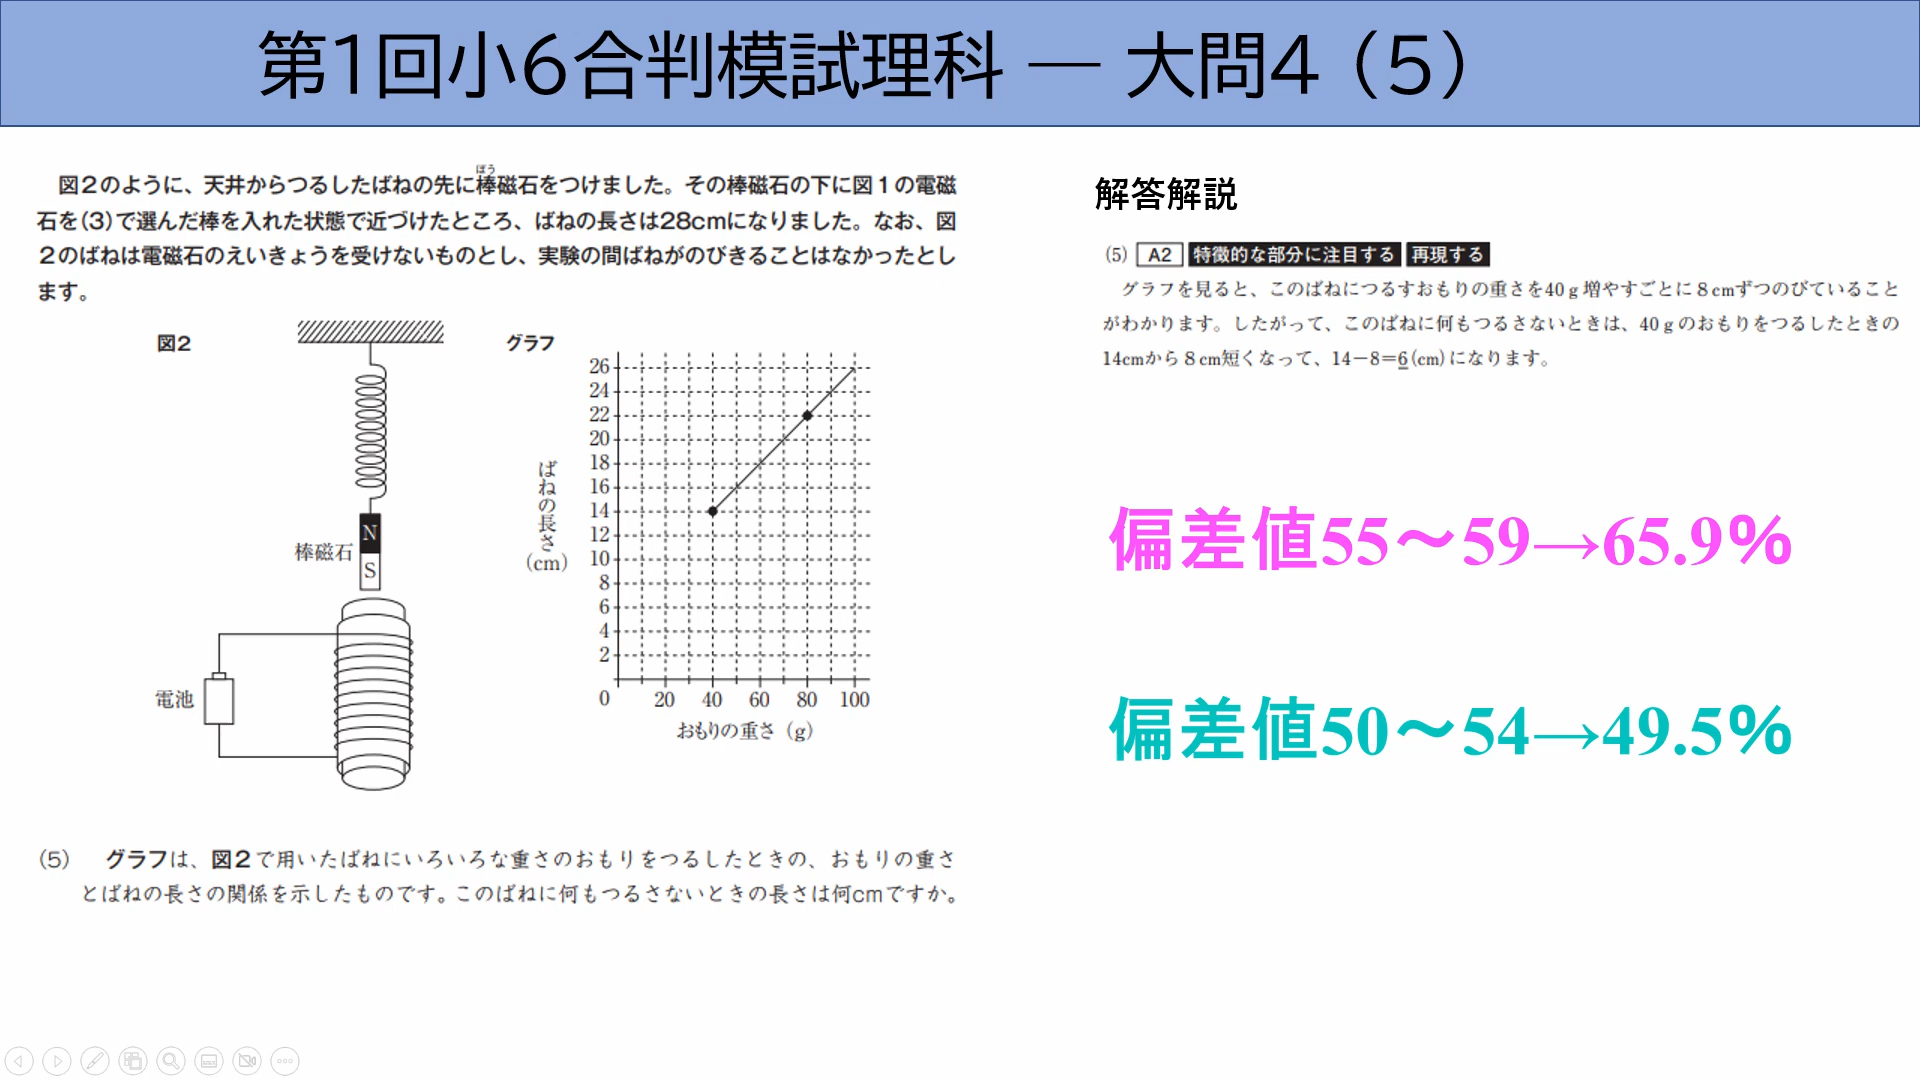 第1回小6合判模試理科 ― 大問4（5）
図2のように、天井からつるしたばねの先に棒磁石をつけました。その棒磁石の下に図1の電磁
ぼう
石を(3)で選んだ棒を入れた状態で近づけたところ、ばねの長さは28cmになりました。なお、図
2のばねは電磁石のえいきょうを受けないものとし、実験の間ばねがのびきることはなかったとし
ます。
図2
棒磁石
N
S
電池
グラフ
26
24
22
20
18
16
14
12
10
8
6
4
2
0
20 40 60 80 100
ばねの長さ
(cm)
おもりの重さ（g）
(5) グラフは、図2で用いたばねにいろいろな重さのおもりをつるしたときの、おもりの重さ
とばねの長さの関係を示したものです。このばねに何もつるさないときの長さは何cmですか。
解答解説
(5) A2 特徴的な部分に注目する 再現する
グラフを見ると、このばねにつるすおもりの重さを40g増やすごとに8cmずつのびていること
がわかります。したがって、このばねに何もつるさないときは、40gのおもりをつるしたときの
14cmから8cm短くなって、14－8＝6(cm)になります。
偏差値55～59→65.9%
偏差値50～54→49.5%